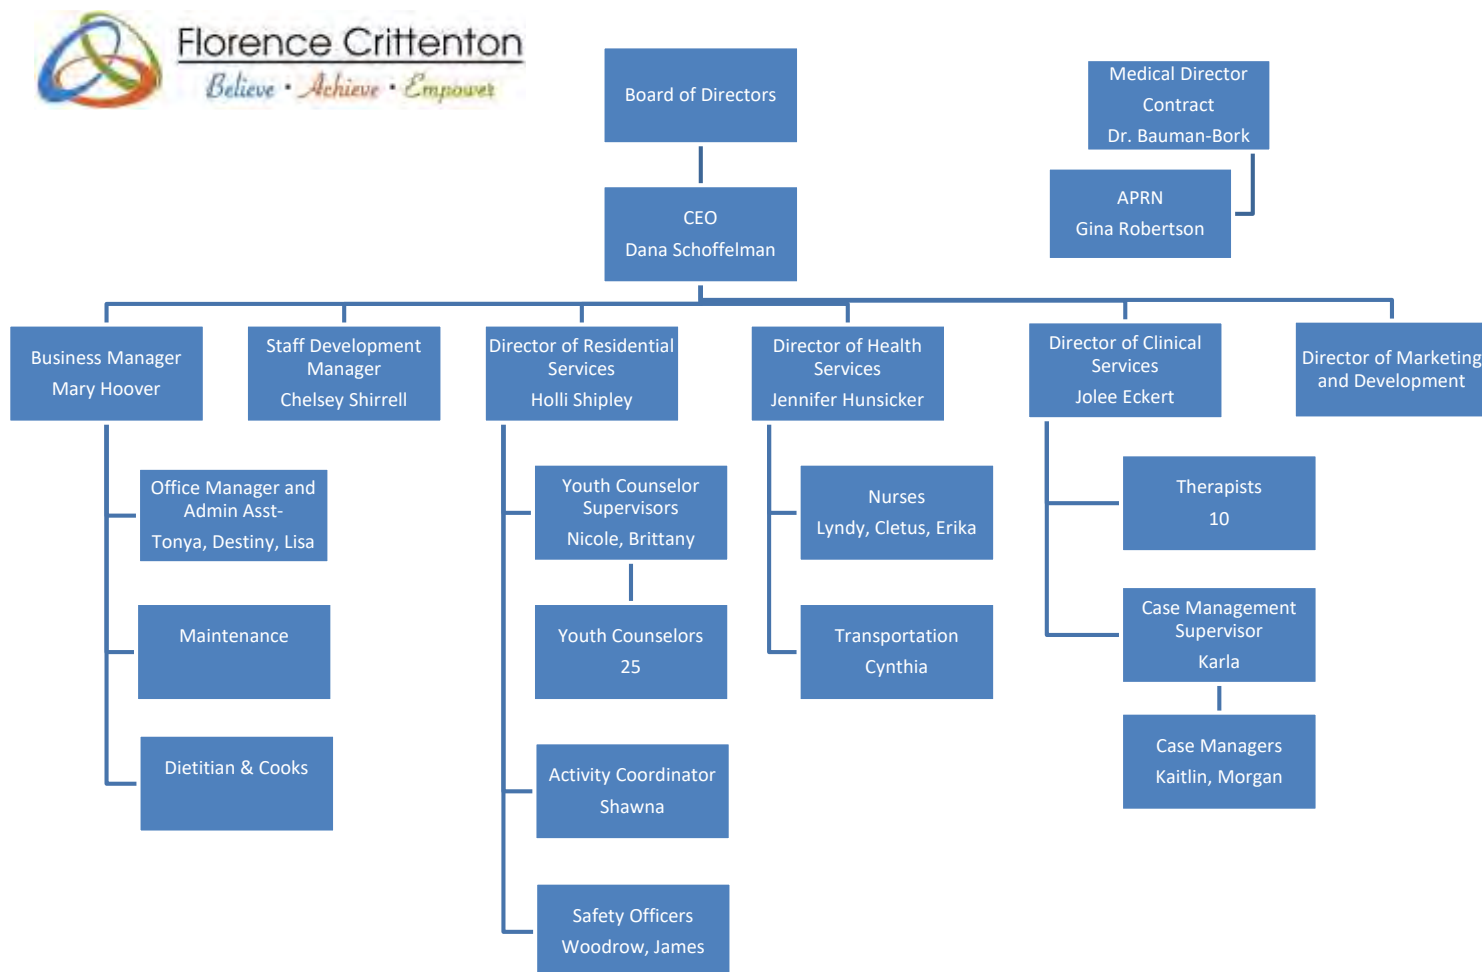 Florence Crittenton
Believe • Achieve • Empower
Board of Directors
Medical Director
Contract
Dr. Bauman-Bork
CEO
Dana Schoffelman
APRN
Gina Robertson
Business Manager
Mary Hoover
Staff Development
Manager
Chelsey Shirrell
Director of Residential
Services
Holli Shipley
Director of Health
Services
Jennifer Hunsicker
Director of Clinical
Services
Jolee Eckert
Director of Marketing
and Development
Office Manager and
Admin Asst-
Tonya, Destiny, Lisa
Maintenance
Dietitian & Cooks
Youth Counselor
Supervisors
Nicole, Brittany
Youth Counselors
25
Activity Coordinator
Shawna
Safety Officers
Woodrow, James
Nurses
Lyndy, Cletus, Erika
Transportation
Cynthia
Therapists
10
Case Management
Supervisor
Karla
Case Managers
Kaitlin, Morgan